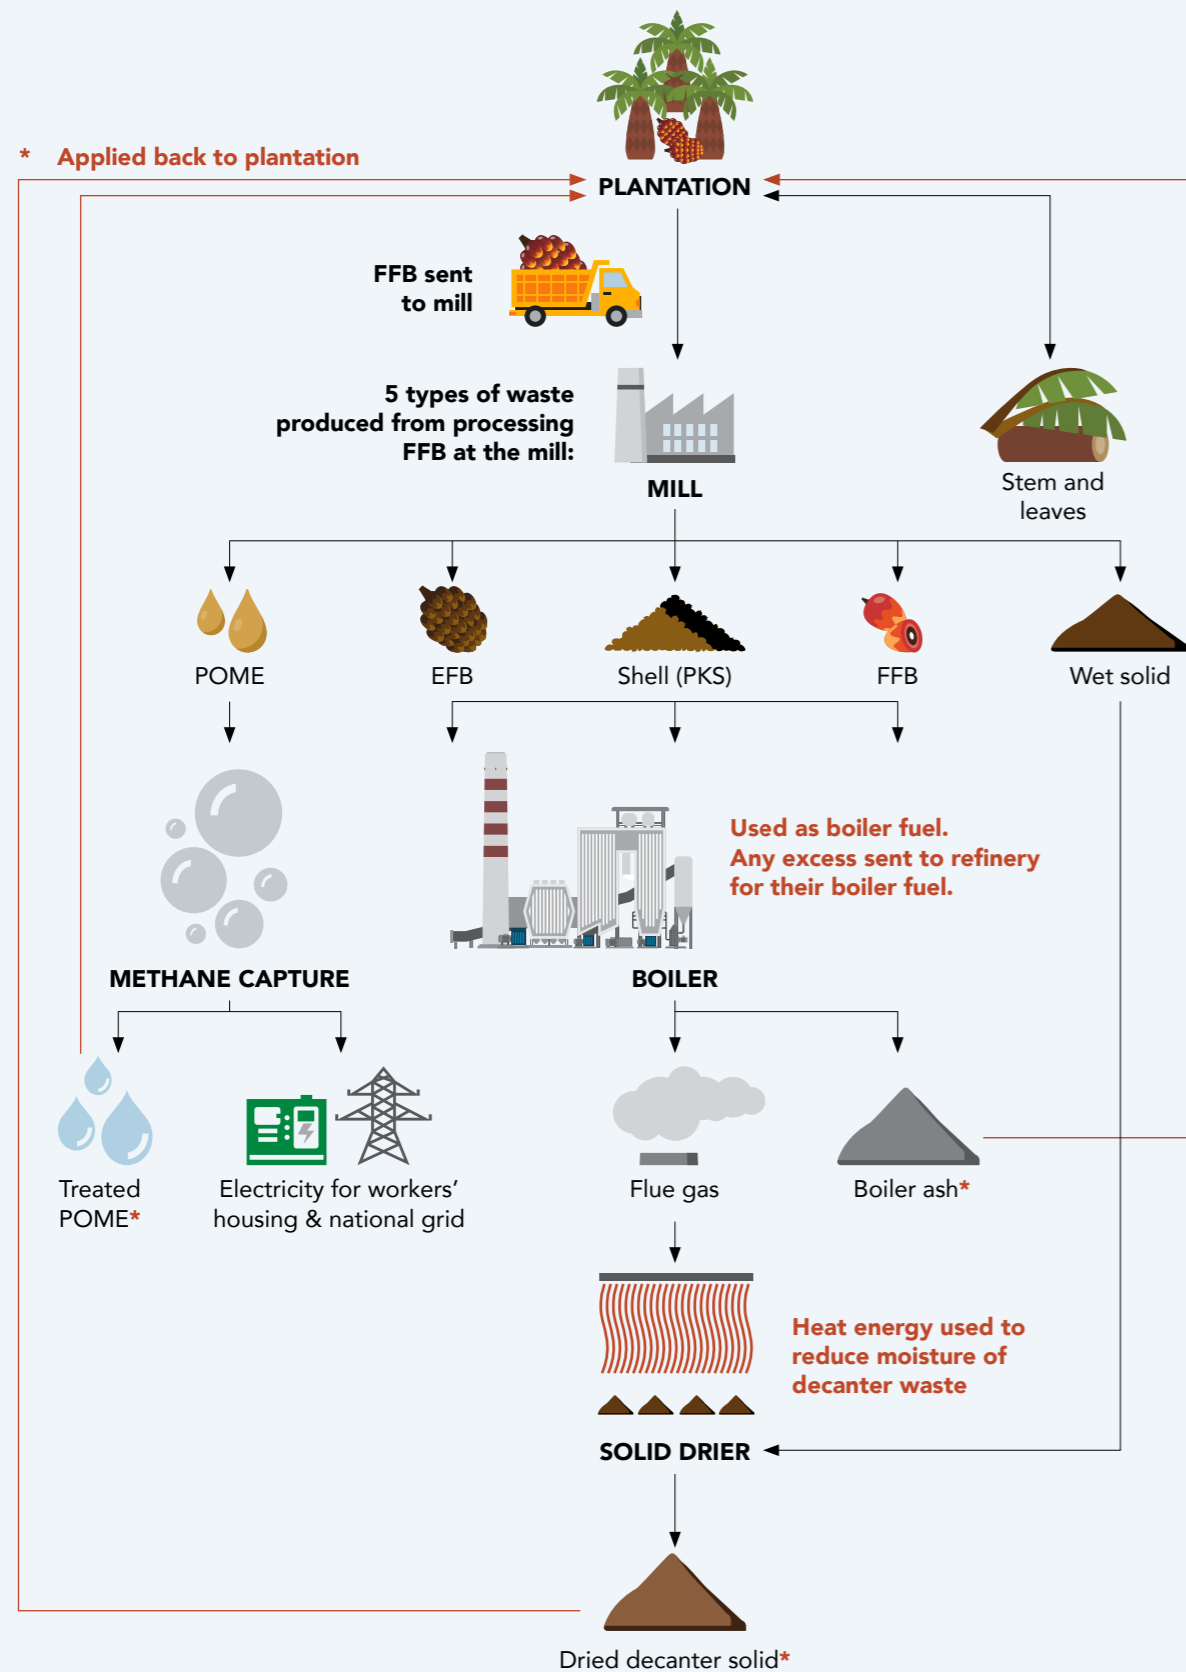 * Applied back to plantation
PLANTATION
FFB sent
to mill
5 types of waste
produced from processing
FFB at the mill:
MILL
Stem and
leaves
POME
EFB
Shell (PKS)
FFB
Wet solid
Used as boiler fuel.
Any excess sent to refinery
for their boiler fuel.
METHANE CAPTURE
BOILER
Treated
POME*
Electricity for workers’
housing & national grid
Flue gas
Boiler ash*
Heat energy used to
reduce moisture of
decanter waste
SOLID DRIER
Dried decanter solid*